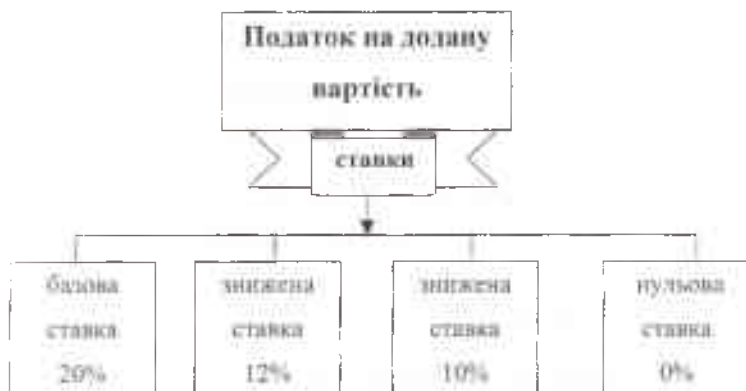 Податок на додану
вартість
ставки
базова
ставка
20%
знижена
ставка
12%
знижена
ставка
10%
нульова
ставка
0%